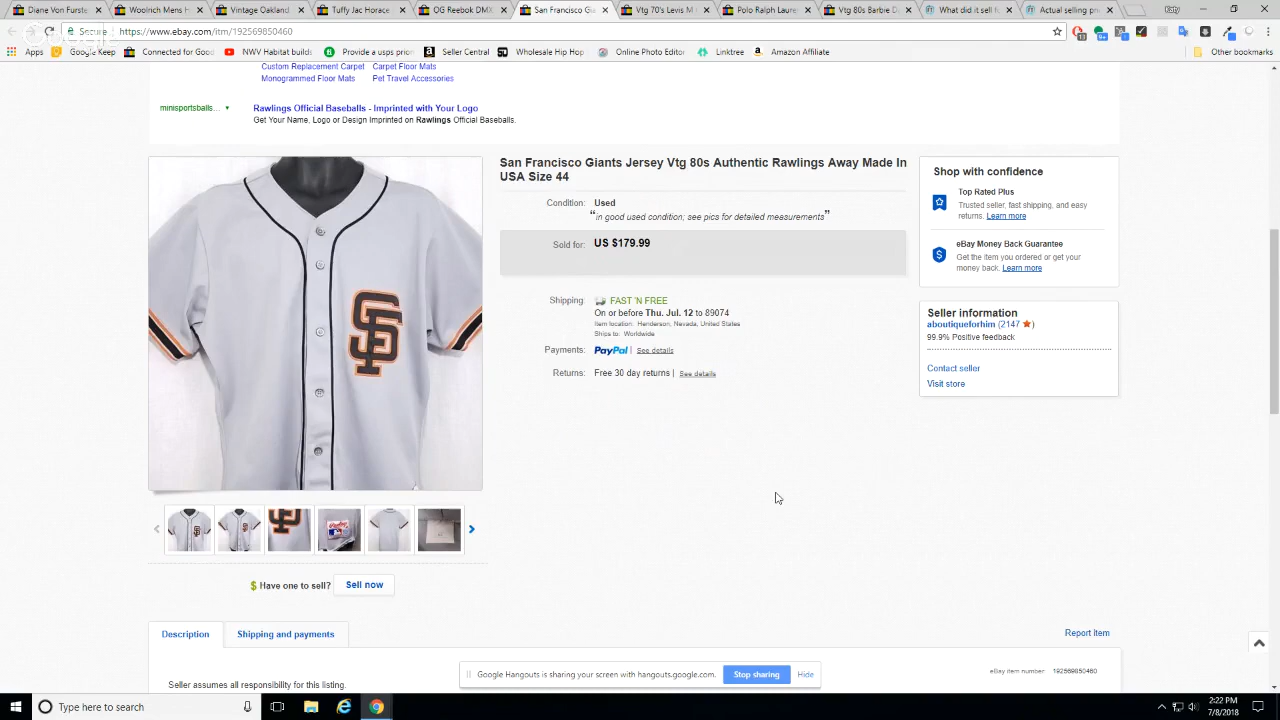 Diane Von Furste
Woolrich Mens I
Vintage Oakland
Tuffy Jac Horace
OG Reebok DMX
San Francisco Gi
Vtg 70's Levis M
Polo Ralph Laure
Vtg 80s Barbie D
What did it sell f
Actual selling pr
Secure
https://www.ebay.com/itm/192569850460
Apps
Google Keep
Connected for Good
NWV Habitat builds
Provide a update
Seller Central
Wholesale Hip Hop
Online Photo Editor
Linktree
Amazon Affiliate
Other bookmarks
Custom Replacement Carpet
Carpet Floor Mats
Monogrammed Floor Mats
Pet Travel Accessories
minisportsballs...
Rawlings Official Baseballs - Imprinted with Your Logo
Get Your Name, Logo or Design Imprinted on Rawlings Official Baseballs.
San Francisco Giants Jersey Vtg 80s Authentic Rawlings Away Made In
USA Size 44
Condition: Used
“in good used condition; see pics for detailed measurements”
Sold for: US $179.99
Shipping: FAST 'N FREE
On or before Thu. Jul. 12 to 89074
Item location: Henderson, Nevada, United States
Ships to: Worldwide
Payments: PayPal | See details
Returns: Free 30 day returns | See details
Shop with confidence
Top Rated Plus
Trusted seller, fast shipping, and easy
returns. Learn more
eBay Money Back Guarantee
Get the item you ordered or get your
money back. Learn more
Seller information
aboutiqueforhim (2147 )
99.9% Positive feedback
Contact seller
Visit store
SF
$ Have one to sell? Sell now
Description
Shipping and payments
Report item
eBay item number: 192569850460
Seller assumes all responsibility for this listing.
Google Hangouts is sharing your screen with hangouts.google.com.
Stop sharing
Hide
Type here to search
2:22 PM
7/8/2018